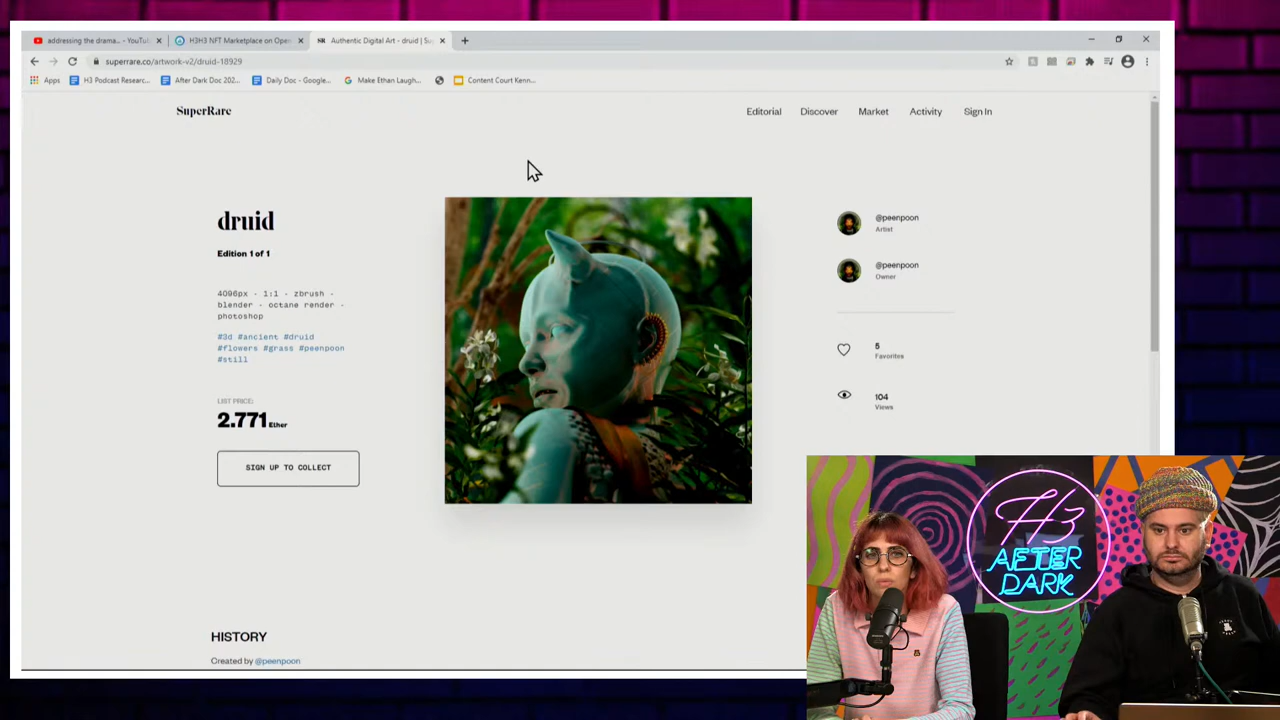 addressing the drama... - YouTu
H3H3 NFT Marketplace on Open
SR Authentic Digital Art - druid | Su
superrare.co/artwork-v2/druid-18929
Apps
H3 Podcast Researc...
After Dark Doc 202...
Daily Doc - Google...
Make Ethan Laugh...
Content Court Kenn...
SuperRare
Editorial
Discover
Market
Activity
Sign In
druid
Edition 1 of 1
4096px - 1:1 - zbrush -
blender - octane render -
photoshop
#3d #ancient #druid
#flowers #grass #peenpoon
#still
LIST PRICE:
2.771 Ether
SIGN UP TO COLLECT
@peenpoon
Artist
@peenpoon
Owner
5
Favorites
104
Views
HISTORY
Created by @peenpoon
H3
AFTER
DARK